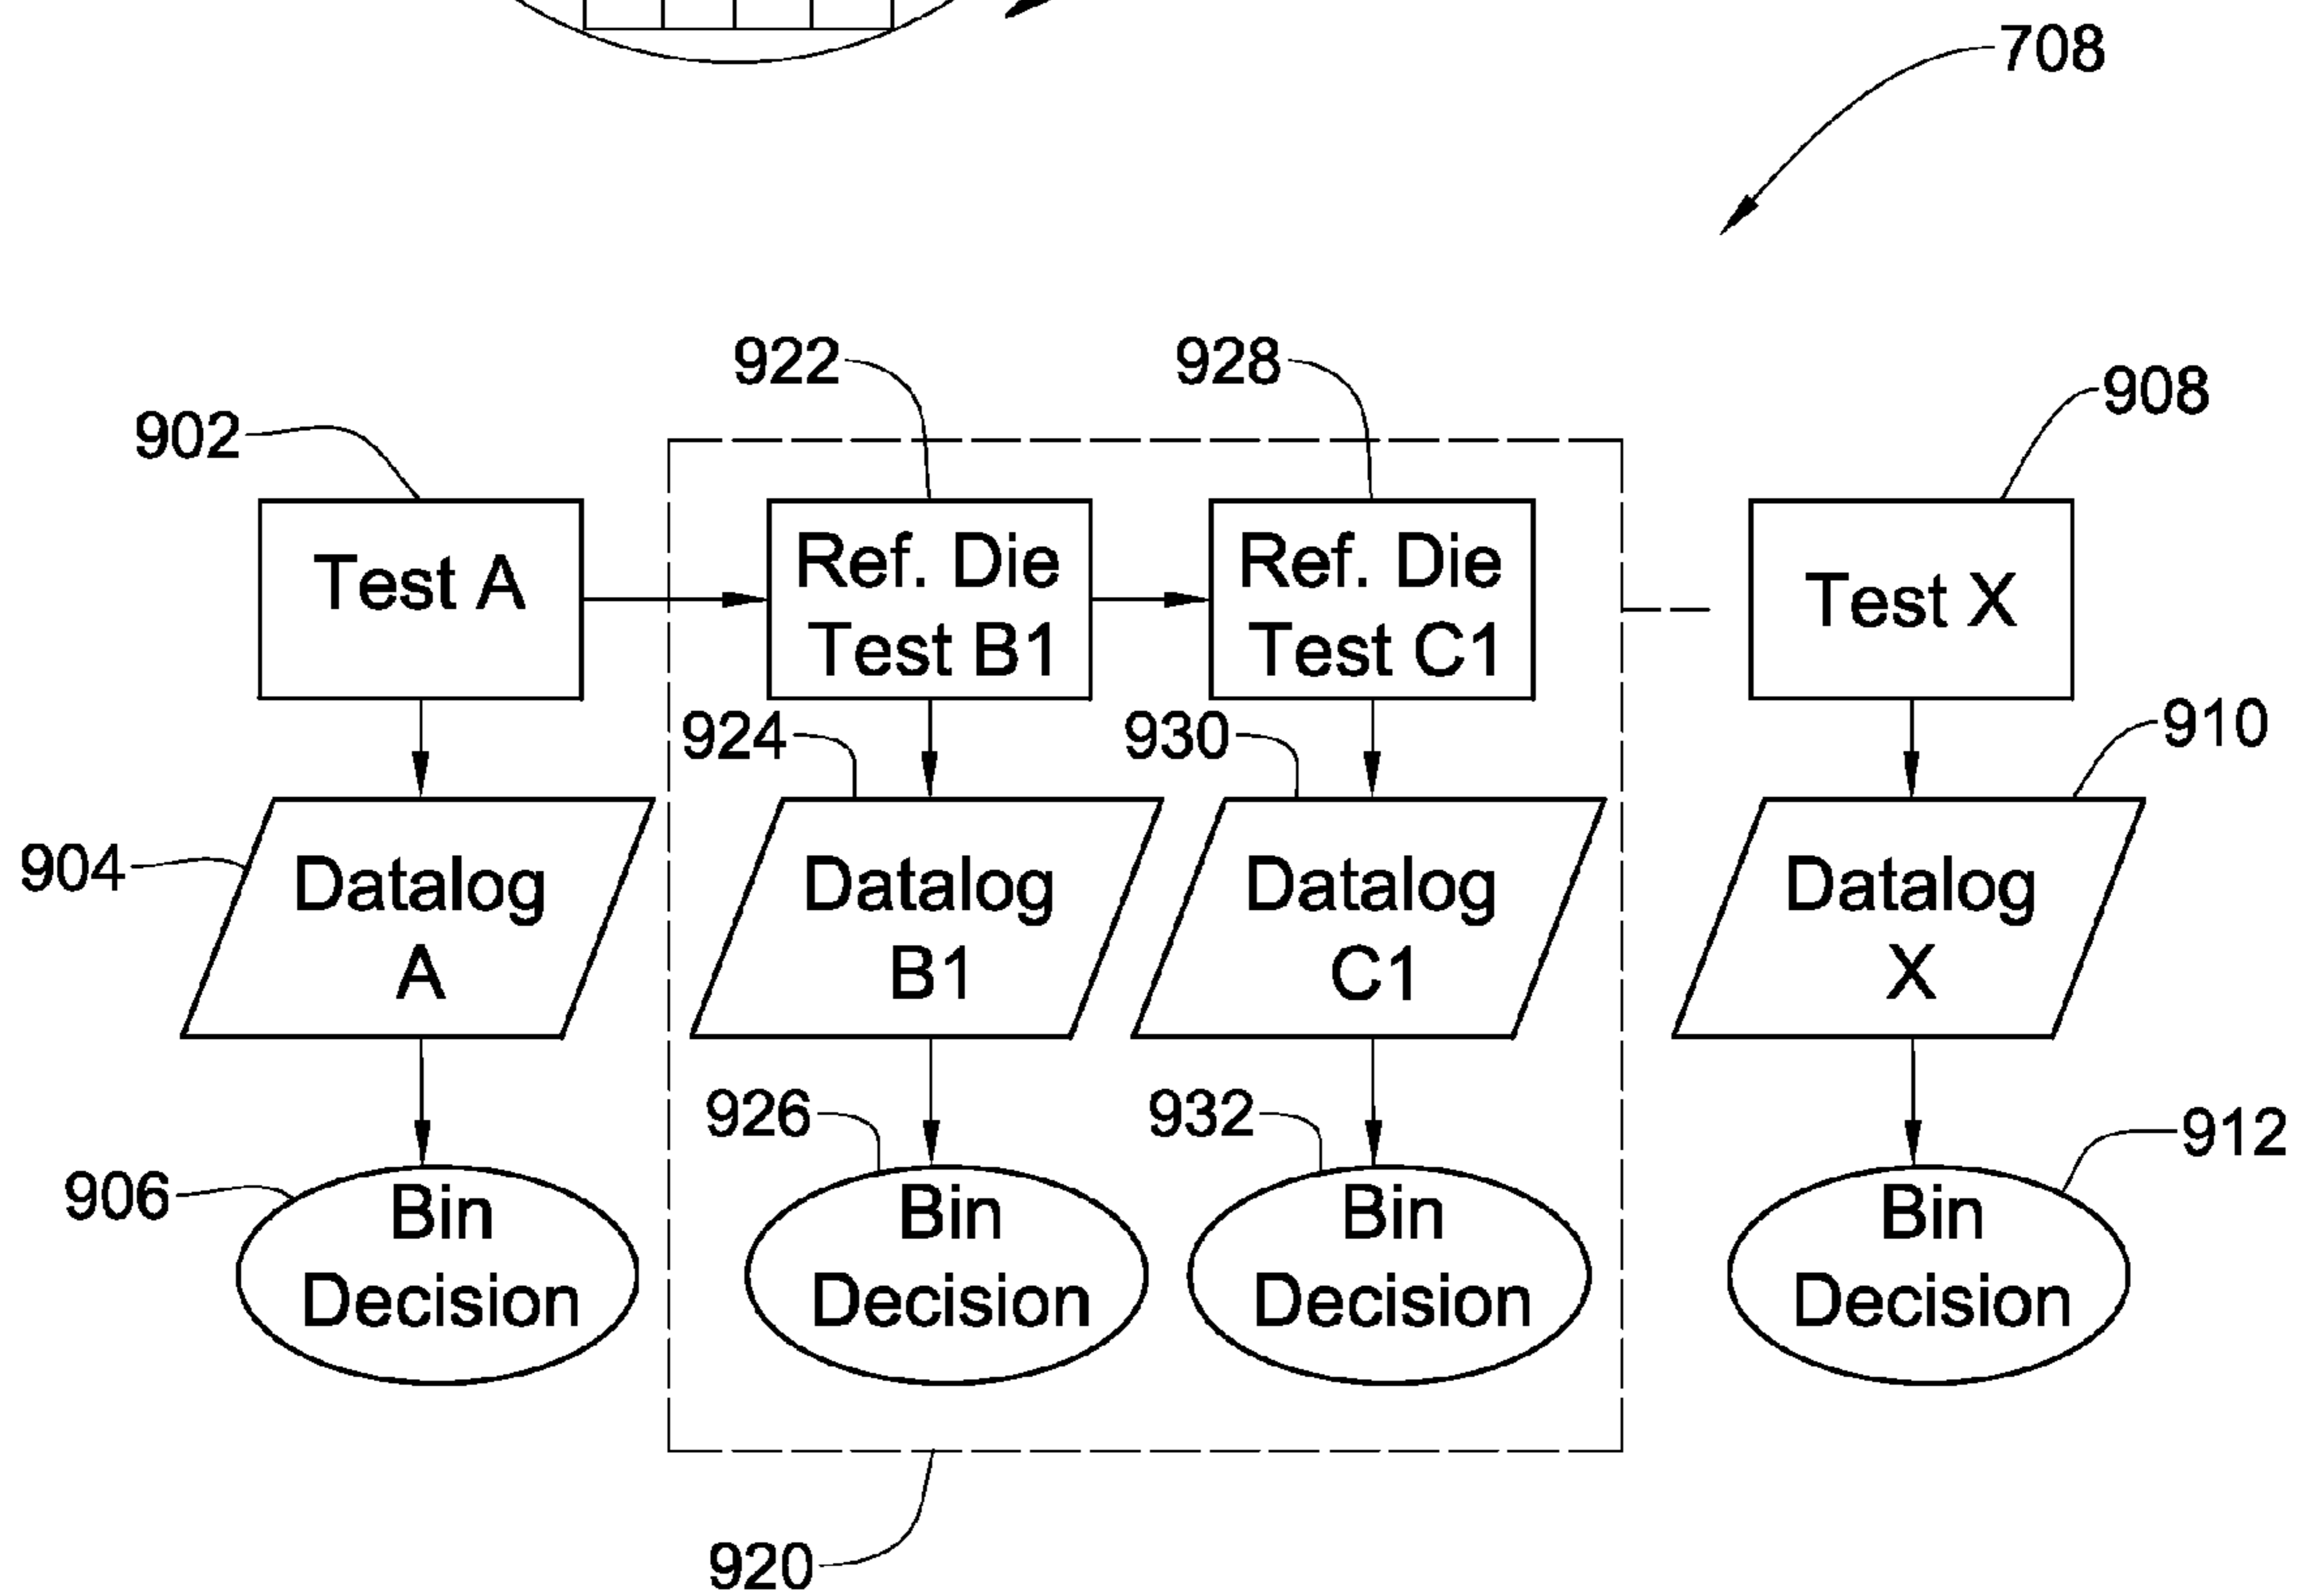 708
922
928
908
902
Test A
Ref. Die
Test B1
Ref. Die
Test C1
Test X
924
930
910
904
Datalog
A
Datalog
B1
Datalog
C1
Datalog
X
926
932
912
906
Bin
Decision
Bin
Decision
Bin
Decision
Bin
Decision
920